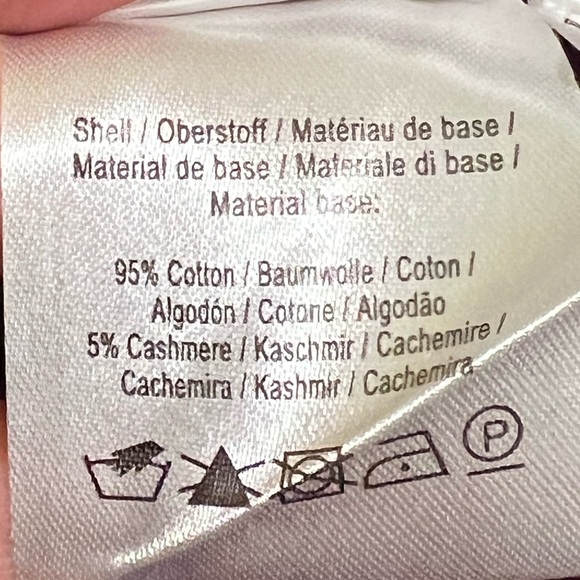 Shell / Oberstoff / Matériau de base /
Material de base / Materiale di base /
Material base:
95% Cotton / Baumwolle / Coton /
Algodón / Cotone / Algodão
5% Cashmere / Kaschmir / Cachemire /
Cachemira / Kashmir / Cachemira
P